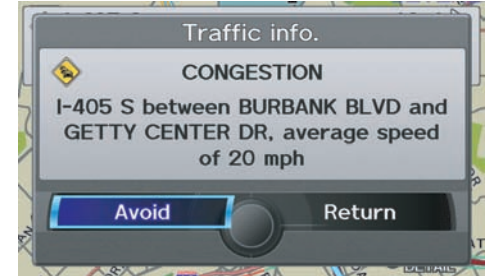 Traffic info.
CONGESTION
I-405 S between BURBANK BLVD and
GETTY CENTER DR, average speed
of 20 mph
Avoid
Return